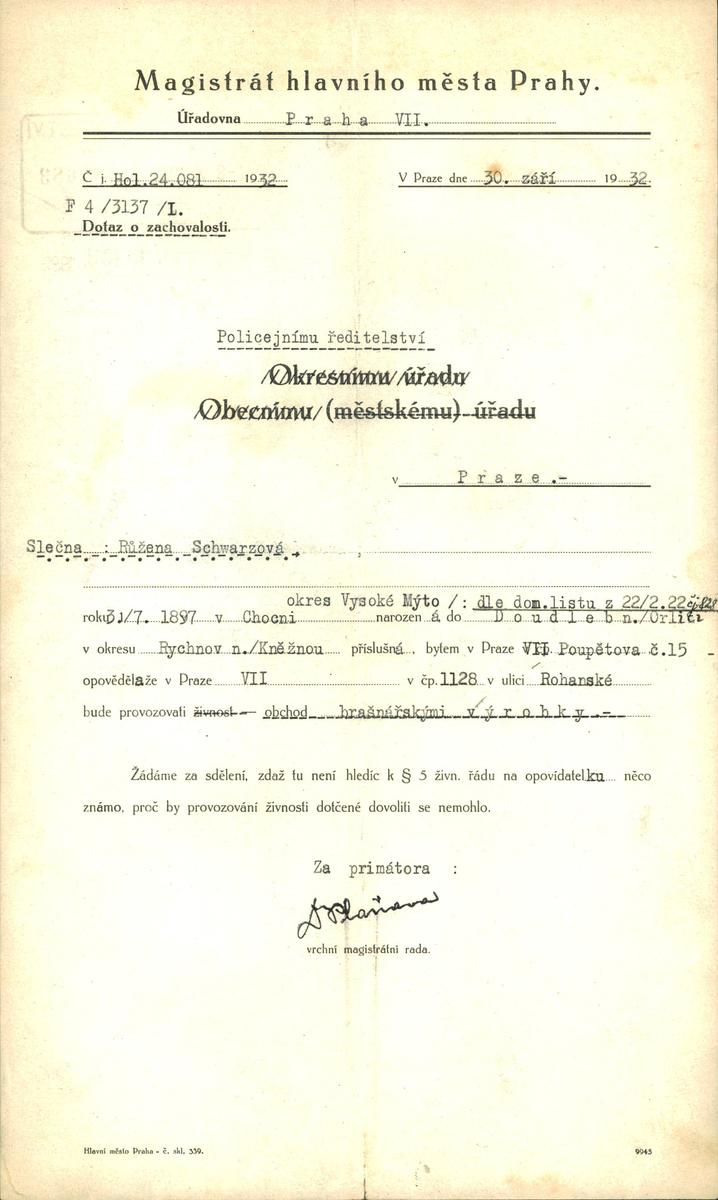 Magistrát hlavního města Prahy.
Úřadovna Praha VII.
Č j. Hol.24.081 1932
V Praze dne 30. září 1932.
F 4/3137/I.
Dotaz o zachovalosti.
Policejnímu ředitelství
Okresnímu úřadu
Obecnímu (městskému) úřadu
v Praze.-
Slečna : Růžena Schwarzová ,
okres Vysoké Mýto /: dle dom.listu z 22/2.22 čj 828
roku 31/7. 1897 v Chocni narozen á do Doudleb n./Orlicí
v okresu Rychnov n./Kněžnou příslušná, bytem v Praze VII Poupětova č.15 -
opovědělaže v Praze VII v čp. 1128 v ulici Rohanské
bude provozovati živnost — obchod brašnářskými výrobky .-
Žádáme za sdělení, zdaž tu není hledíc k § 5 živn. řádu na opovídatelku něco
známo, proč by provozování živnosti dotčené dovoliti se nemohlo.
Za primátora :
vrchní magistrátní rada.
Hlavní město Praha - č. skl. 339.
9945